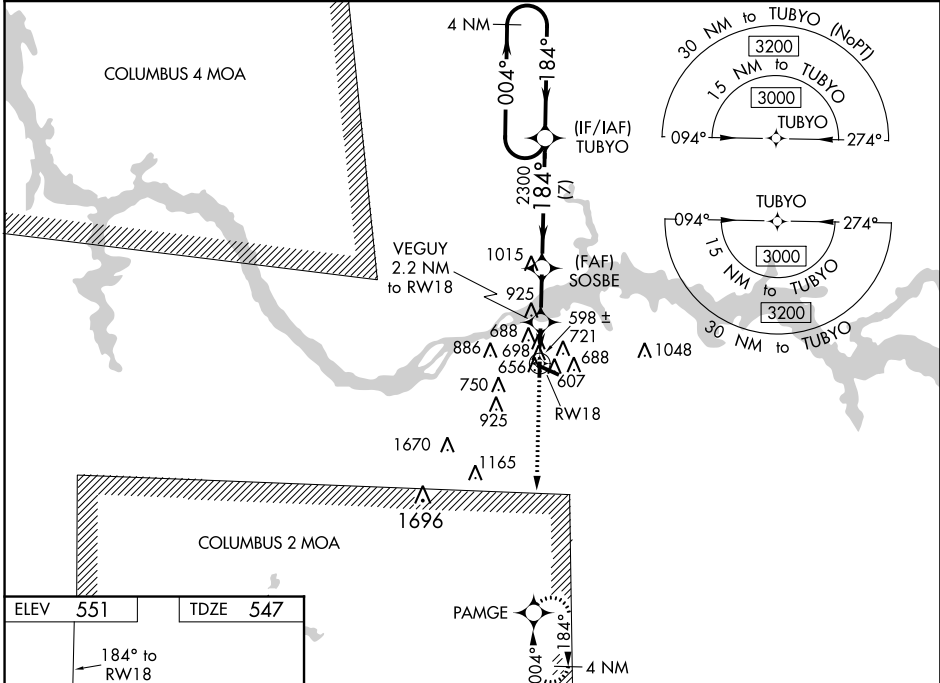 4 NM
004°
184°
COLUMBUS 4 MOA
(IF/IAF)
TUBYO
2300
184°
(7)
30 NM to TUBYO (NoPT)
3200
15 NM to TUBYO
3000
TUBYO
094°
274°
TUBYO
094°
274°
3000
15 NM to TUBYO
3200
30 NM to TUBYO
VEGUY
2.2 NM
to RW18
1015
(FAF)
SOSBE
925
598 ±
688
721
886
698
688
1048
656
607
750
925
RW18
1670
1165
1696
COLUMBUS 2 MOA
ELEV 551
TDZE 547
184° to
RW18
PAMGE
004°
184°
4 NM